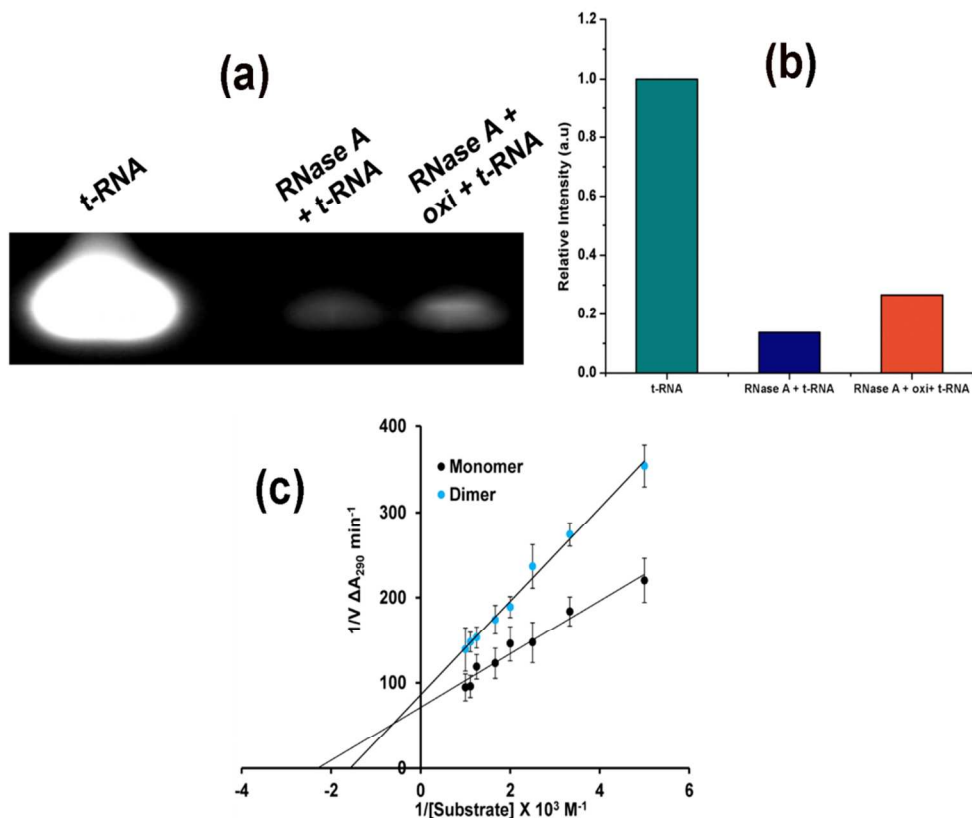 (a)
t-RNA
RNase A
+ t-RNA
RNase A +
oxi + t-RNA
(b)
Relative Intensity (a.u)
1.2
1.0
0.8
0.6
0.4
0.2
0.0
t-RNA
RNase A + t-RNA
RNase A + oxi+ t-RNA
(c)
Monomer
Dimer
1/V ΔA290 min-1
400
300
200
100
0
-4
-2
0
2
4
6
1/[Substrate] X 10³ M-1